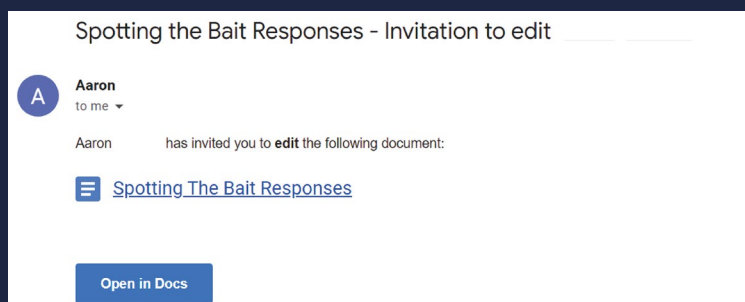 Spotting the Bait Responses - Invitation to edit
A
Aaron
to me
Aaron has invited you to edit the following document:
Spotting The Bait Responses
Open in Docs